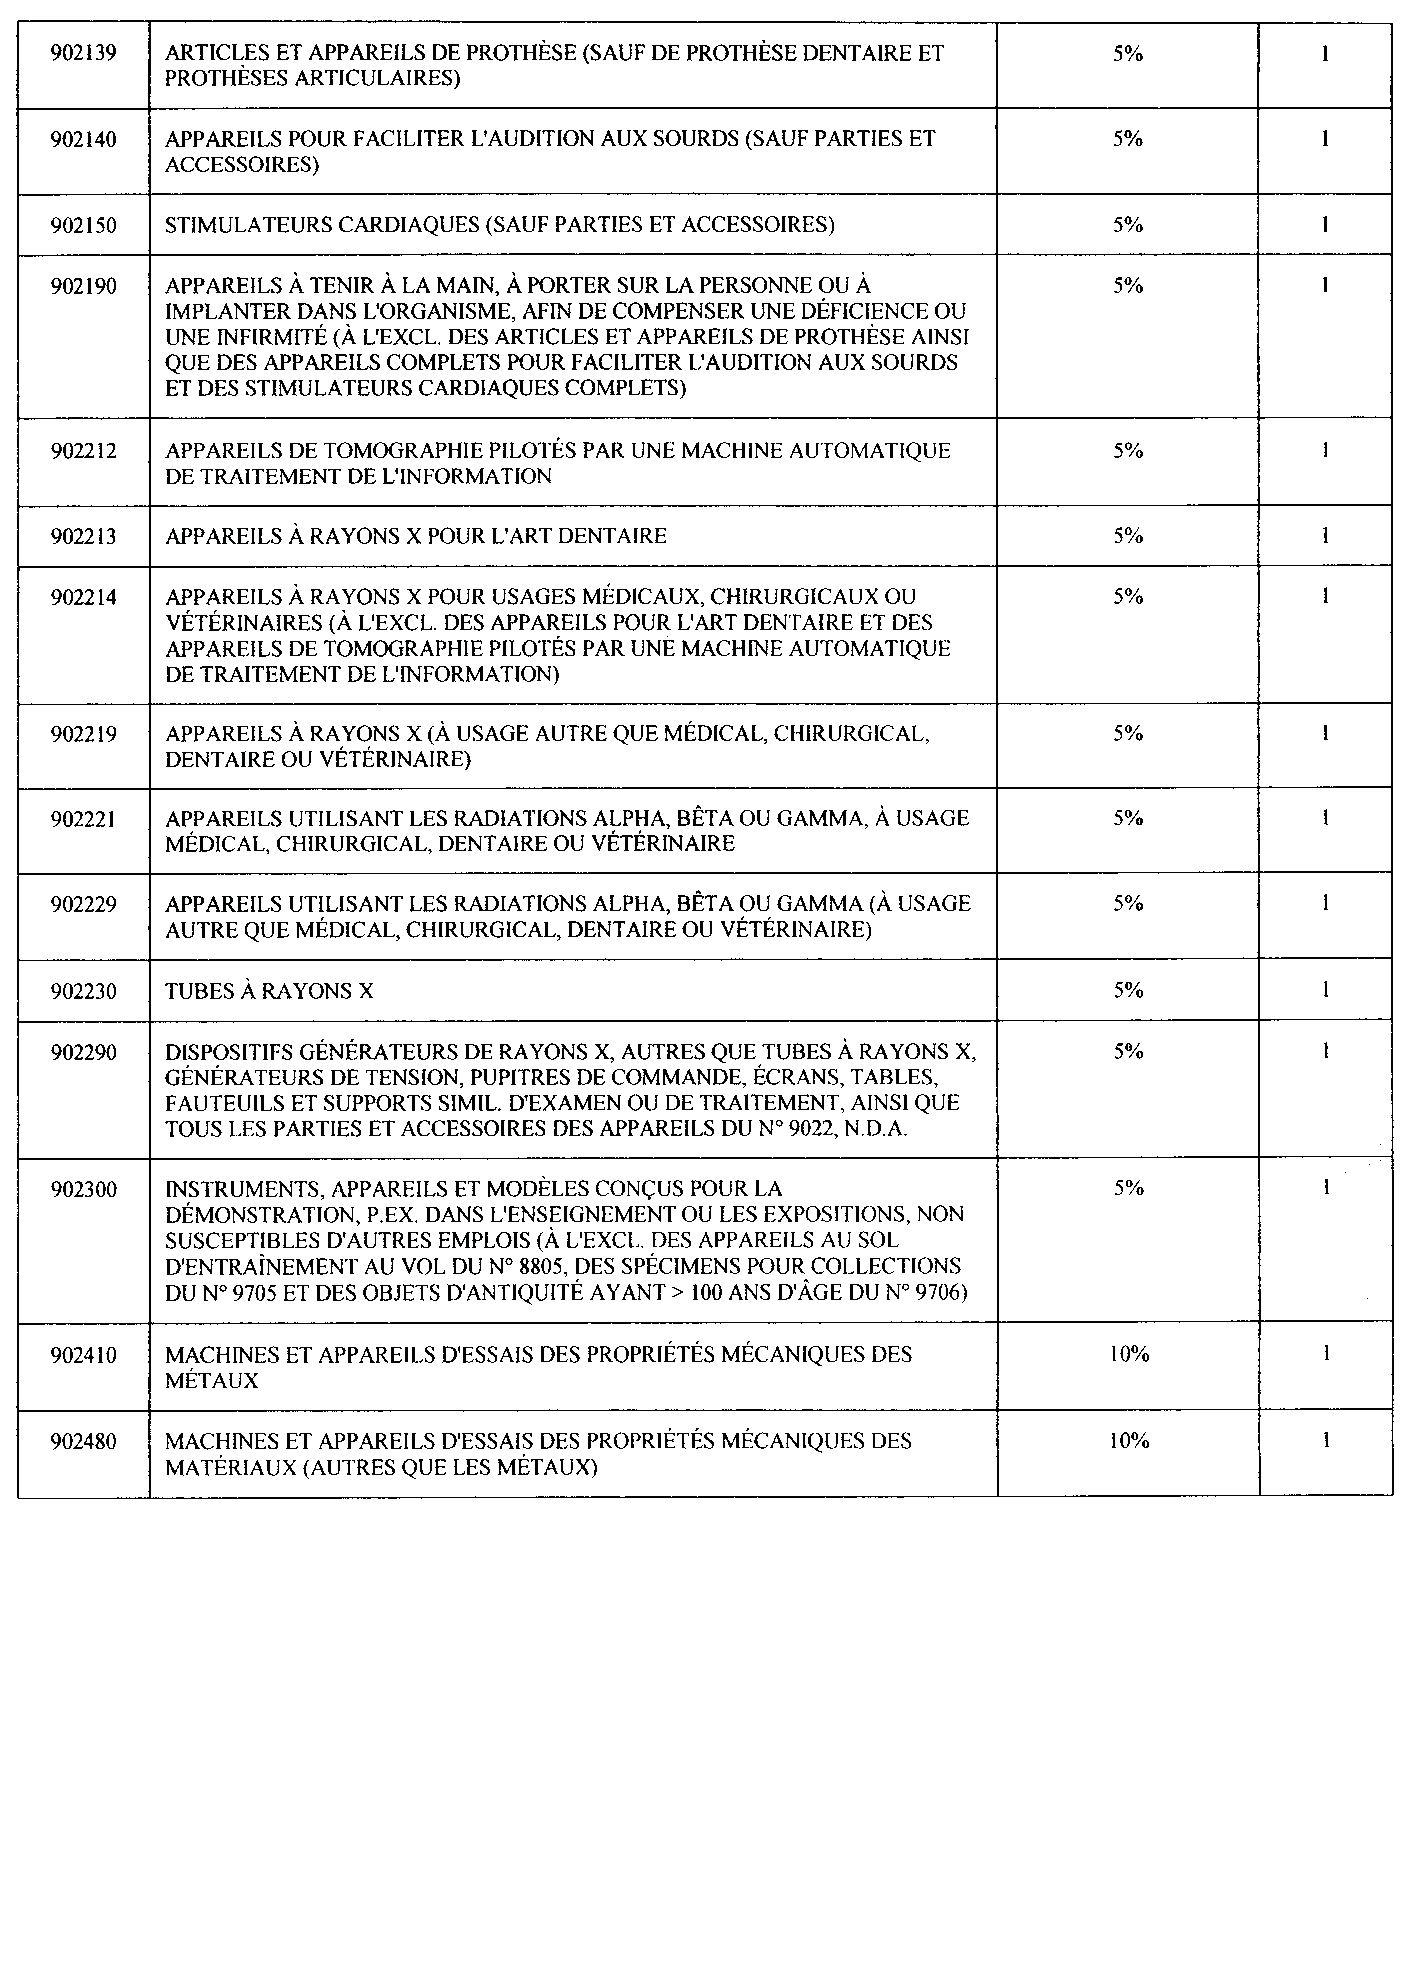 902139 ARTICLES ET APPAREILS DE PROTHÈSE (SAUF DE PROTHÈSE DENTAIRE ET 5% 1
PROTHÈSES ARTICULAIRES)
902140 APPAREILS POUR FACILITER L'AUDITION AUX SOURDS (SAUF PARTIES ET 5% 1
ACCESSOIRES)
902150 STIMULATEURS CARDIAQUES (SAUF PARTIES ET ACCESSOIRES) 5% 1
902190 APPAREILS À TENIR À LA MAIN, À PORTER SUR LA PERSONNE OU À 5% 1
IMPLANTER DANS L'ORGANISME, AFIN DE COMPENSER UNE DÉFICIENCE OU
UNE INFIRMITÉ (À L'EXCL. DES ARTICLES ET APPAREILS DE PROTHÈSE AINSI
QUE DES APPAREILS COMPLETS POUR FACILITER L'AUDITION AUX SOURDS
ET DES STIMULATEURS CARDIAQUES COMPLETS)
902212 APPAREILS DE TOMOGRAPHIE PILOTÉS PAR UNE MACHINE AUTOMATIQUE 5% 1
DE TRAITEMENT DE L'INFORMATION
902213 APPAREILS À RAYONS X POUR L'ART DENTAIRE 5% 1
902214 APPAREILS À RAYONS X POUR USAGES MÉDICAUX, CHIRURGICAUX OU 5% 1
VÉTÉRINAIRES (À L'EXCL. DES APPAREILS POUR L'ART DENTAIRE ET DES
APPAREILS DE TOMOGRAPHIE PILOTÉS PAR UNE MACHINE AUTOMATIQUE
DE TRAITEMENT DE L'INFORMATION)
902219 APPAREILS À RAYONS X (À USAGE AUTRE QUE MÉDICAL, CHIRURGICAL, 5% 1
DENTAIRE OU VÉTÉRINAIRE)
902221 APPAREILS UTILISANT LES RADIATIONS ALPHA, BÊTA OU GAMMA, À USAGE 5% 1
MÉDICAL, CHIRURGICAL, DENTAIRE OU VÉTÉRINAIRE
902229 APPAREILS UTILISANT LES RADIATIONS ALPHA, BÊTA OU GAMMA (À USAGE 5% 1
AUTRE QUE MÉDICAL, CHIRURGICAL, DENTAIRE OU VÉTÉRINAIRE)
902230 TUBES À RAYONS X 5% 1
902290 DISPOSITIFS GÉNÉRATEURS DE RAYONS X, AUTRES QUE TUBES À RAYONS X, 5% 1
GÉNÉRATEURS DE TENSION, PUPITRES DE COMMANDE, ÉCRANS, TABLES,
FAUTEUILS ET SUPPORTS SIMIL. D'EXAMEN OU DE TRAITEMENT, AINSI QUE
TOUS LES PARTIES ET ACCESSOIRES DES APPAREILS DU N° 9022, N.D.A.
902300 INSTRUMENTS, APPAREILS ET MODÈLES CONÇUS POUR LA 5% 1
DÉMONSTRATION, P.EX. DANS L'ENSEIGNEMENT OU LES EXPOSITIONS, NON
SUSCEPTIBLES D'AUTRES EMPLOIS (À L'EXCL. DES APPAREILS AU SOL
D'ENTRAÎNEMENT AU VOL DU N° 8805, DES SPÉCIMENS POUR COLLECTIONS
DU N° 9705 ET DES OBJETS D'ANTIQUITÉ AYANT > 100 ANS D'ÂGE DU N° 9706)
902410 MACHINES ET APPAREILS D'ESSAIS DES PROPRIÉTÉS MÉCANIQUES DES 10% 1
MÉTAUX
902480 MACHINES ET APPAREILS D'ESSAIS DES PROPRIÉTÉS MÉCANIQUES DES 10% 1
MATÉRIAUX (AUTRES QUE LES MÉTAUX)